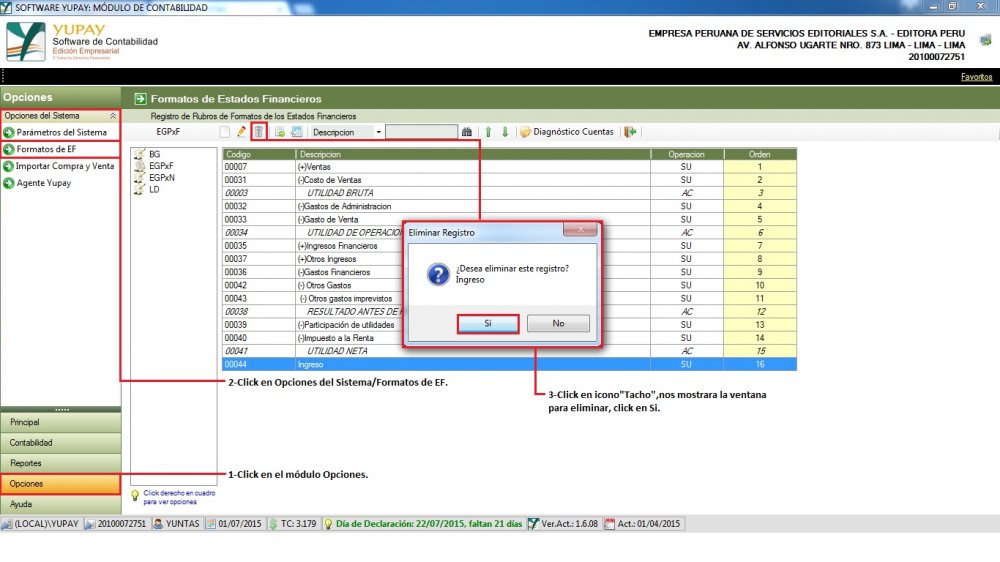 SOFTWARE YUPAY: MÓDULO DE CONTABILIDAD
YUPAY
Software de Contabilidad
Edición Empresarial
EMPRESA PERUANA DE SERVICIOS EDITORIALES S.A. - EDITORA PERU
AV. ALFONSO UGARTE NRO. 873 LIMA - LIMA - LIMA
20100072751
Favoritos
Opciones
Formatos de Estados Financieros
Opciones del Sistema
Registro de Rubros de Formatos de los Estados Financieros
Parámetros del Sistema
EGPxF
Descripcion
Diagnóstico Cuentas
Formatos de EF
Importar Compra y Venta
Agente Yupay
BG
EGPxF
EGPxN
LD
Codigo Descripcion Operacion Orden
00007 (+)Ventas SU 1
00031 (-)Costo de Ventas SU 2
00003 UTILIDAD BRUTA AC 3
00032 (-)Gastos de Administracion SU 4
00033 (-)Gasto de Venta SU 5
00034 UTILIDAD DE OPERACIO AC 6
00035 (+)Ingresos Financieros SU 7
00037 (+)Otros Ingresos SU 8
00036 (-)Gastos Financieros SU 9
00042 (-) Otros Gastos SU 10
00043 (-) Otros gastos imprevistos SU 11
00038 RESULTADO ANTES DE AC 12
00039 (-)Participación de utilidades SU 13
00040 (-)Impuesto a la Renta SU 14
00041 UTILIDAD NETA AC 15
00044 Ingreso SU 16
Eliminar Registro
¿Desea eliminar este registro?
Ingreso
Si
No
2-Click en Opciones del Sistema/Formatos de EF.
3-Click en icono"Tacho",nos mostrara la ventana
para eliminar, click en Si.
Principal
Contabilidad
Reportes
Opciones
Ayuda
1-Click en el módulo Opciones.
Click derecho en cuadro
para ver opciones
(LOCAL)\YUPAY 20100072751 YUNTAS 01/07/2015 TC: 3.179 Día de Declaración: 22/07/2015, faltan 21 días Ver.Act.: 1.6.08 Act.: 01/04/2015